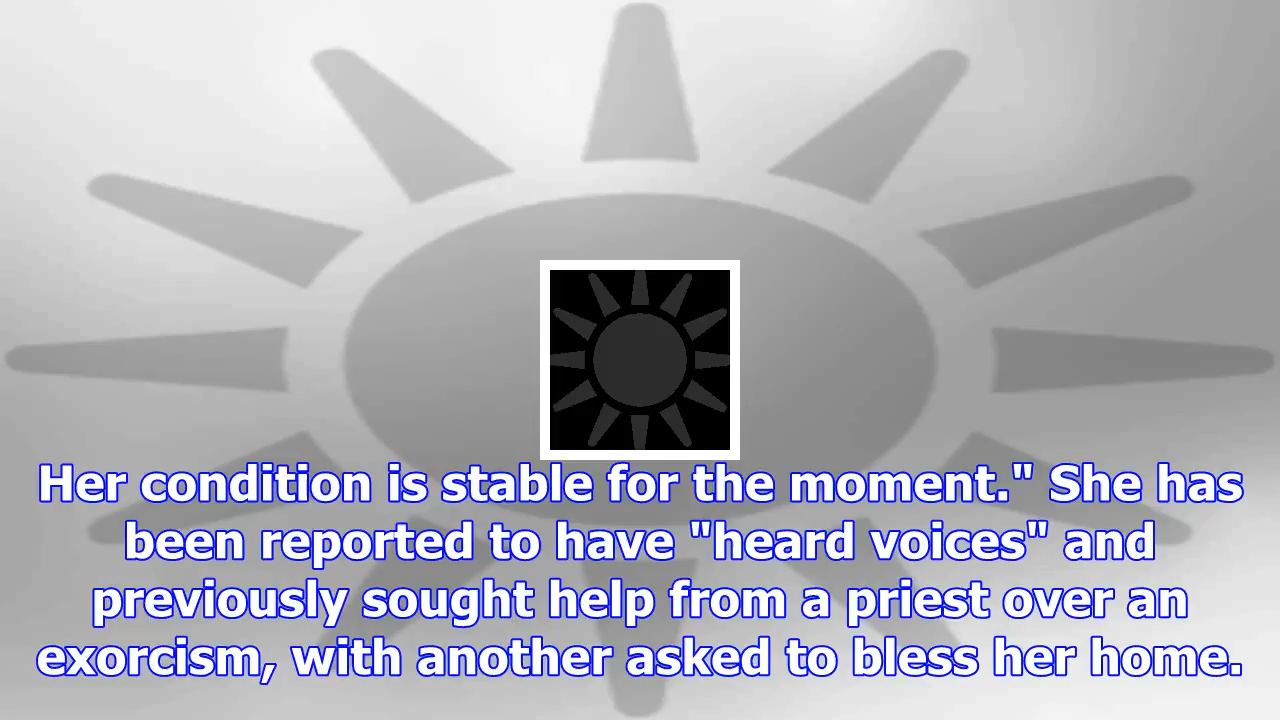 Her condition is stable for the moment." She has
been reported to have "heard voices" and
previously sought help from a priest over an
exorcism, with another asked to bless her home.